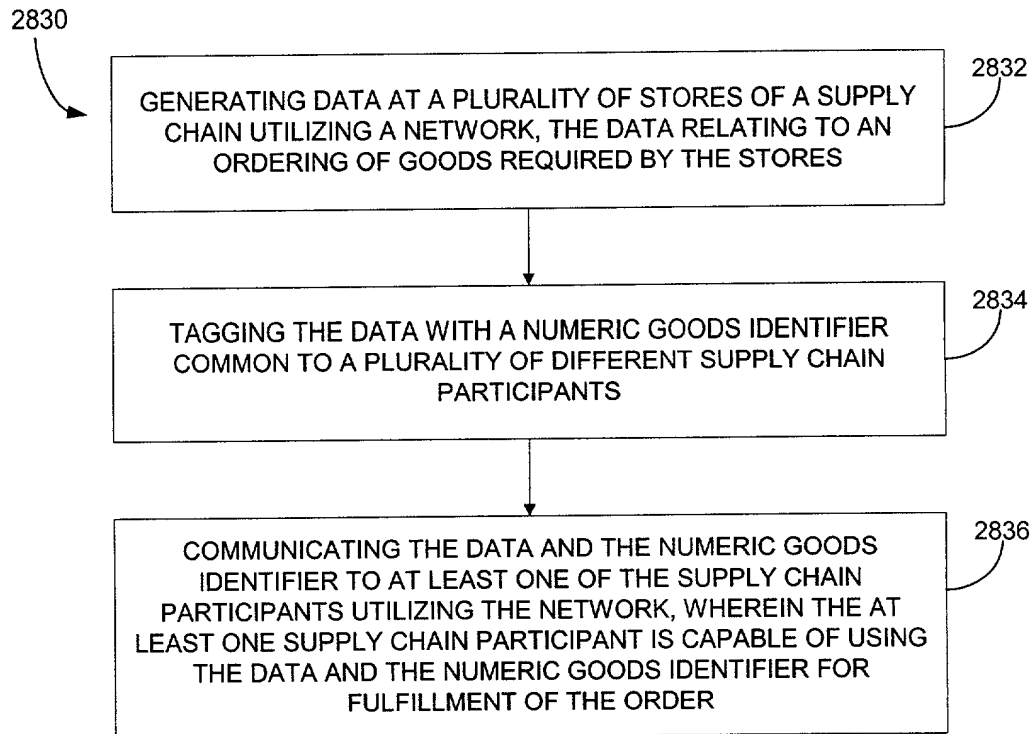 2830
2832
GENERATING DATA AT A PLURALITY OF STORES OF A SUPPLY
CHAIN UTILIZING A NETWORK, THE DATA RELATING TO AN
ORDERING OF GOODS REQUIRED BY THE STORES
2834
TAGGING THE DATA WITH A NUMERIC GOODS IDENTIFIER
COMMON TO A PLURALITY OF DIFFERENT SUPPLY CHAIN
PARTICIPANTS
2836
COMMUNICATING THE DATA AND THE NUMERIC GOODS
IDENTIFIER TO AT LEAST ONE OF THE SUPPLY CHAIN
PARTICIPANTS UTILIZING THE NETWORK, WHEREIN THE AT
LEAST ONE SUPPLY CHAIN PARTICIPANT IS CAPABLE OF USING
THE DATA AND THE NUMERIC GOODS IDENTIFIER FOR
FULFILLMENT OF THE ORDER